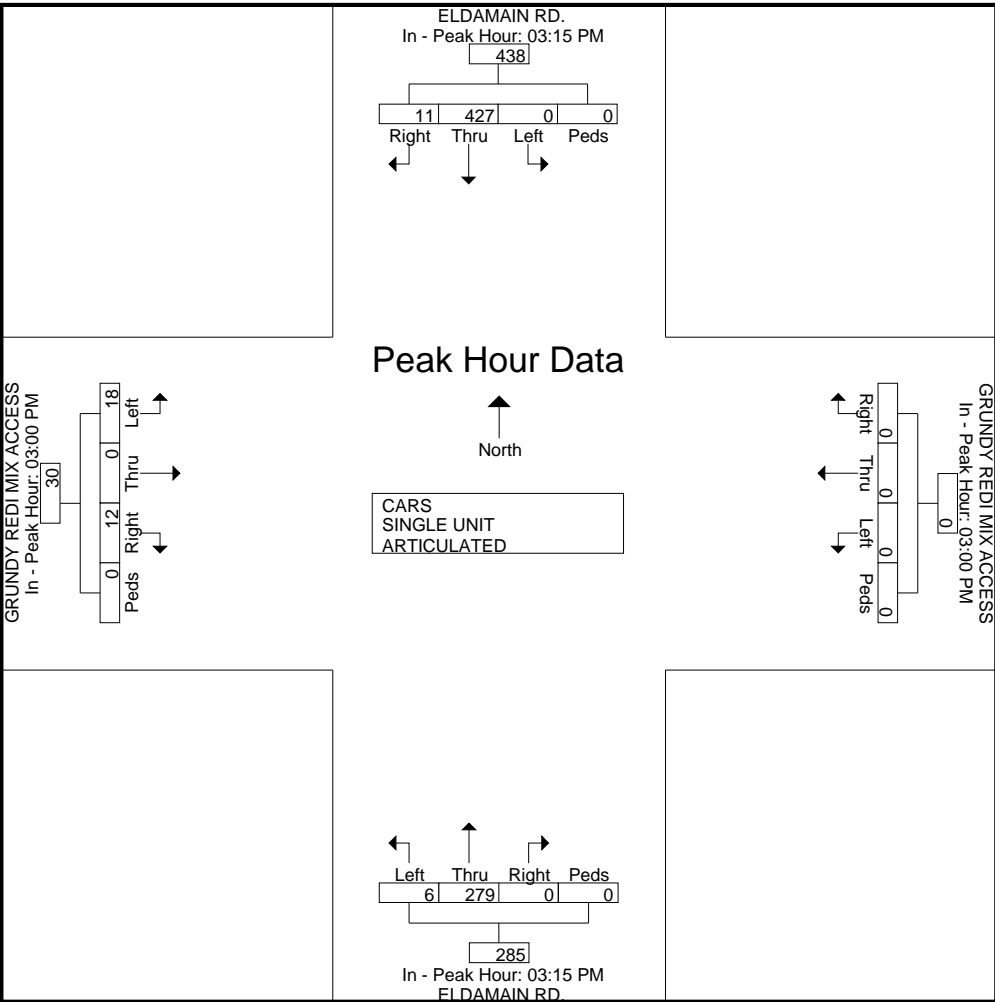 ELDAMAIN RD.
In - Peak Hour: 03:15 PM
438
11 427 0 0
Right Thru Left Peds
Peak Hour Data
North
CARS
SINGLE UNIT
ARTICULATED
GRUNDY REDI MIX ACCESS
In - Peak Hour: 03:00 PM
30
18 0 12 0
Left Thru Right Peds
GRUNDY REDI MIX ACCESS
In - Peak Hour: 03:00 PM
0
0 0 0 0
Right Thru Left Peds
Left Thru Right Peds
6 279 0 0
285
In - Peak Hour: 03:15 PM
ELDAMAIN RD.